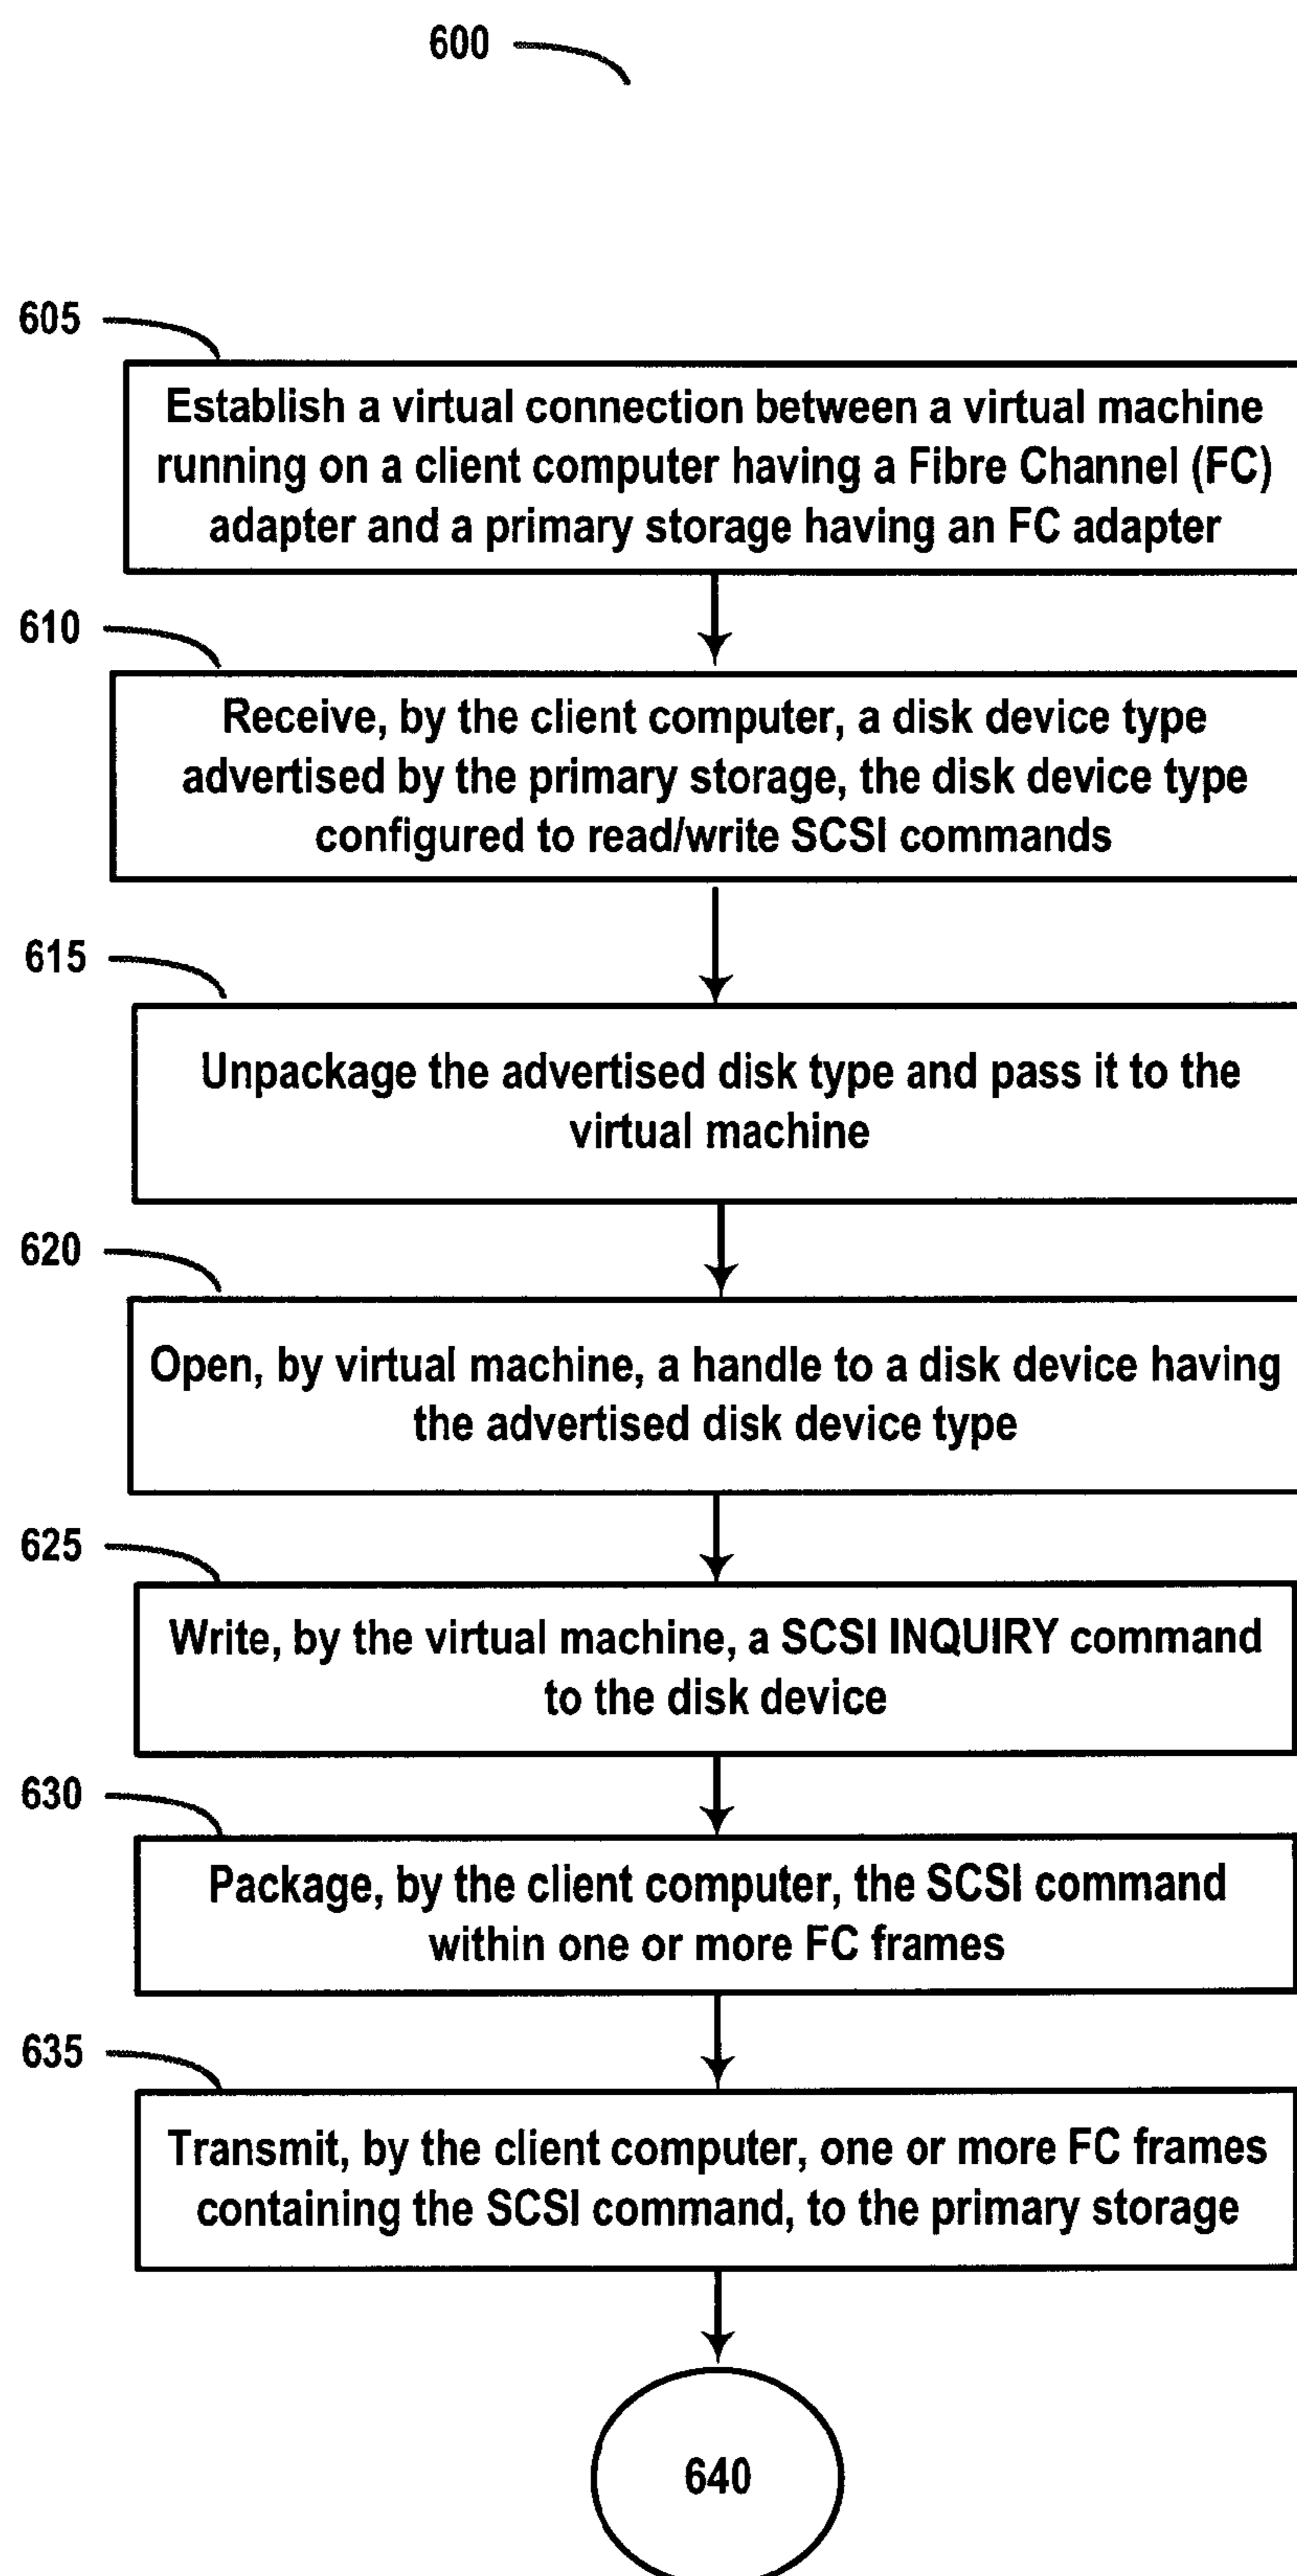 600
605
Establish a virtual connection between a virtual machine
running on a client computer having a Fibre Channel (FC)
adapter and a primary storage having an FC adapter
610
Receive, by the client computer, a disk device type
advertised by the primary storage, the disk device type
configured to read/write SCSI commands
615
Unpackage the advertised disk type and pass it to the
virtual machine
620
Open, by virtual machine, a handle to a disk device having
the advertised disk device type
625
Write, by the virtual machine, a SCSI INQUIRY command
to the disk device
630
Package, by the client computer, the SCSI command
within one or more FC frames
635
Transmit, by the client computer, one or more FC frames
containing the SCSI command, to the primary storage
640